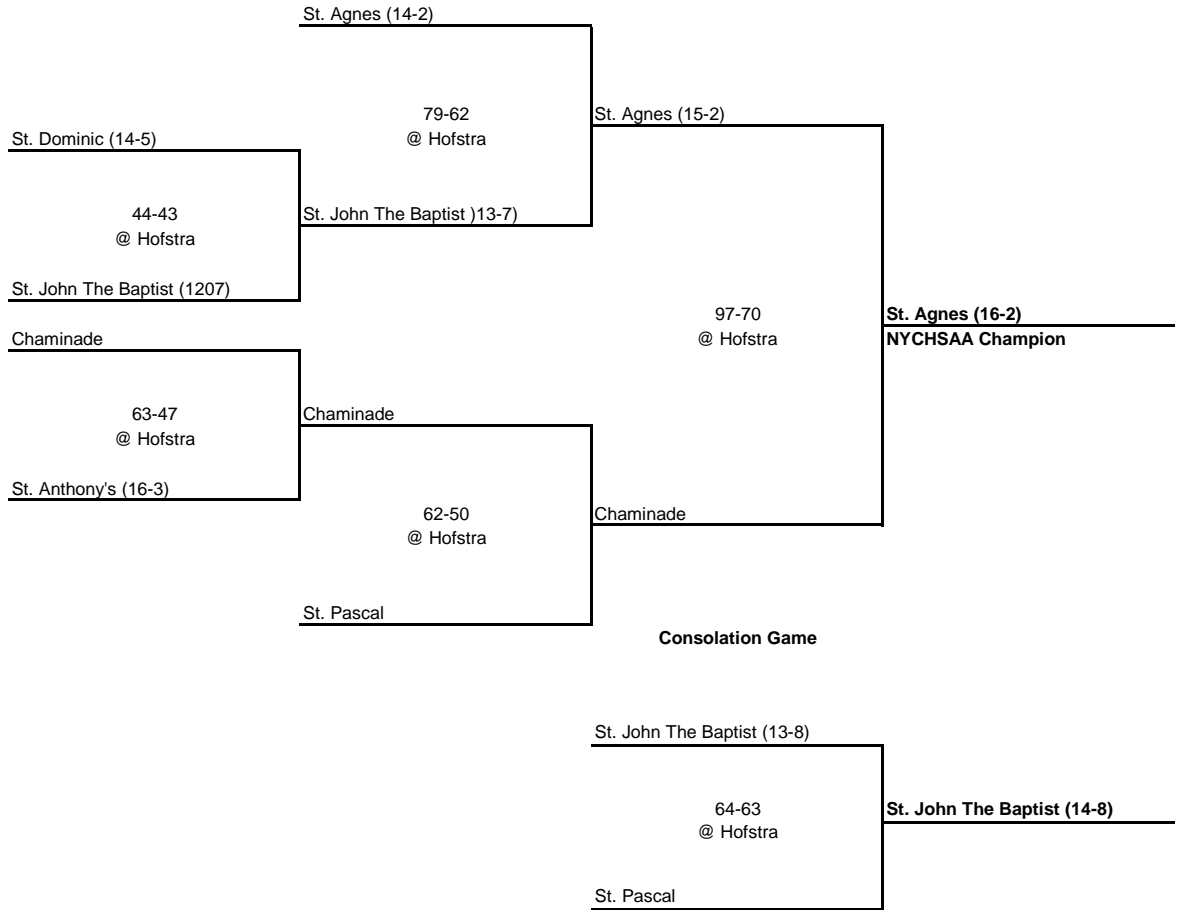 St. Agnes (14-2)
79-62
@ Hofstra
St. Agnes (15-2)
St. Dominic (14-5)
44-43
@ Hofstra
St. John The Baptist )13-7)
St. John The Baptist (1207)
97-70
@ Hofstra
St. Agnes (16-2)
NYCHSAA Champion
Chaminade
63-47
@ Hofstra
Chaminade
St. Anthony's (16-3)
62-50
@ Hofstra
Chaminade
St. Pascal
Consolation Game
St. John The Baptist (13-8)
64-63
@ Hofstra
St. John The Baptist (14-8)
St. Pascal